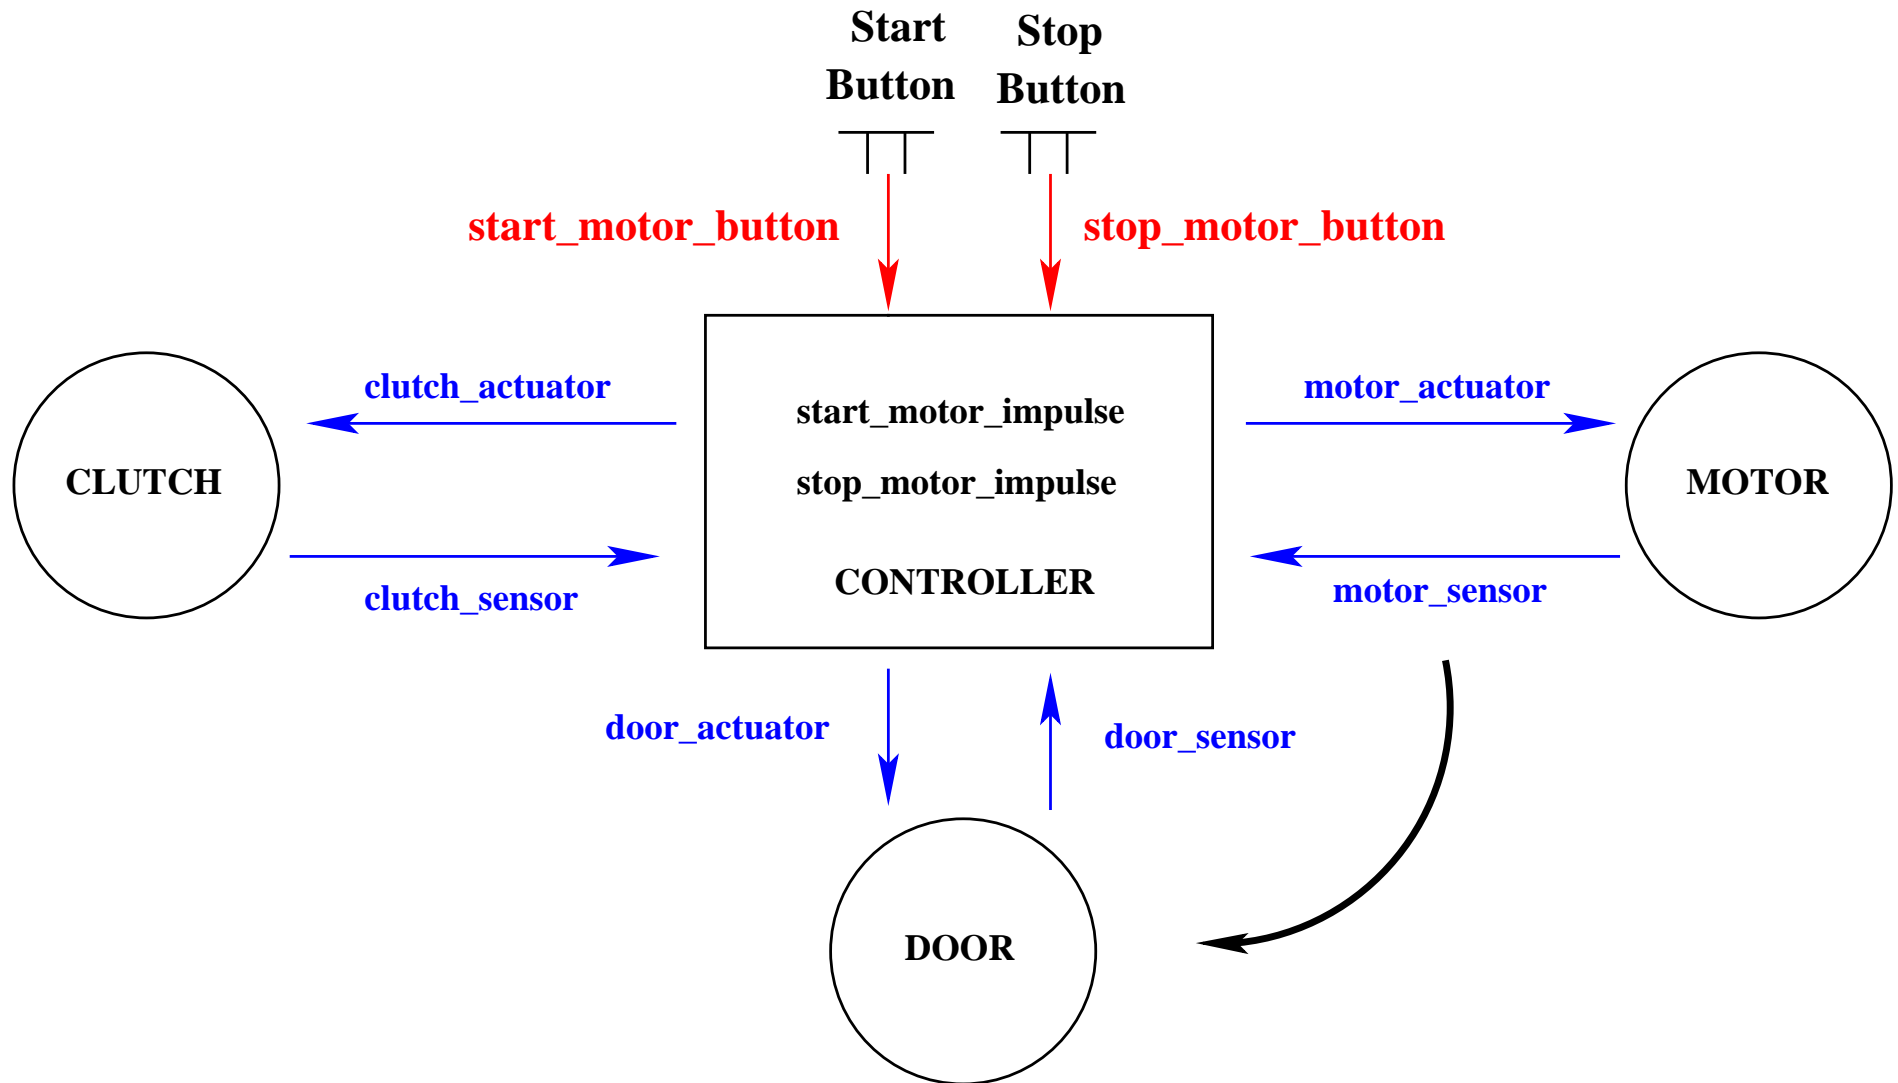 Start
Button
Stop
Button
start_motor_button
stop_motor_button
clutch_actuator
start_motor_impulse
motor_actuator
CLUTCH
stop_motor_impulse
MOTOR
clutch_sensor
CONTROLLER
motor_sensor
door_actuator
door_sensor
DOOR